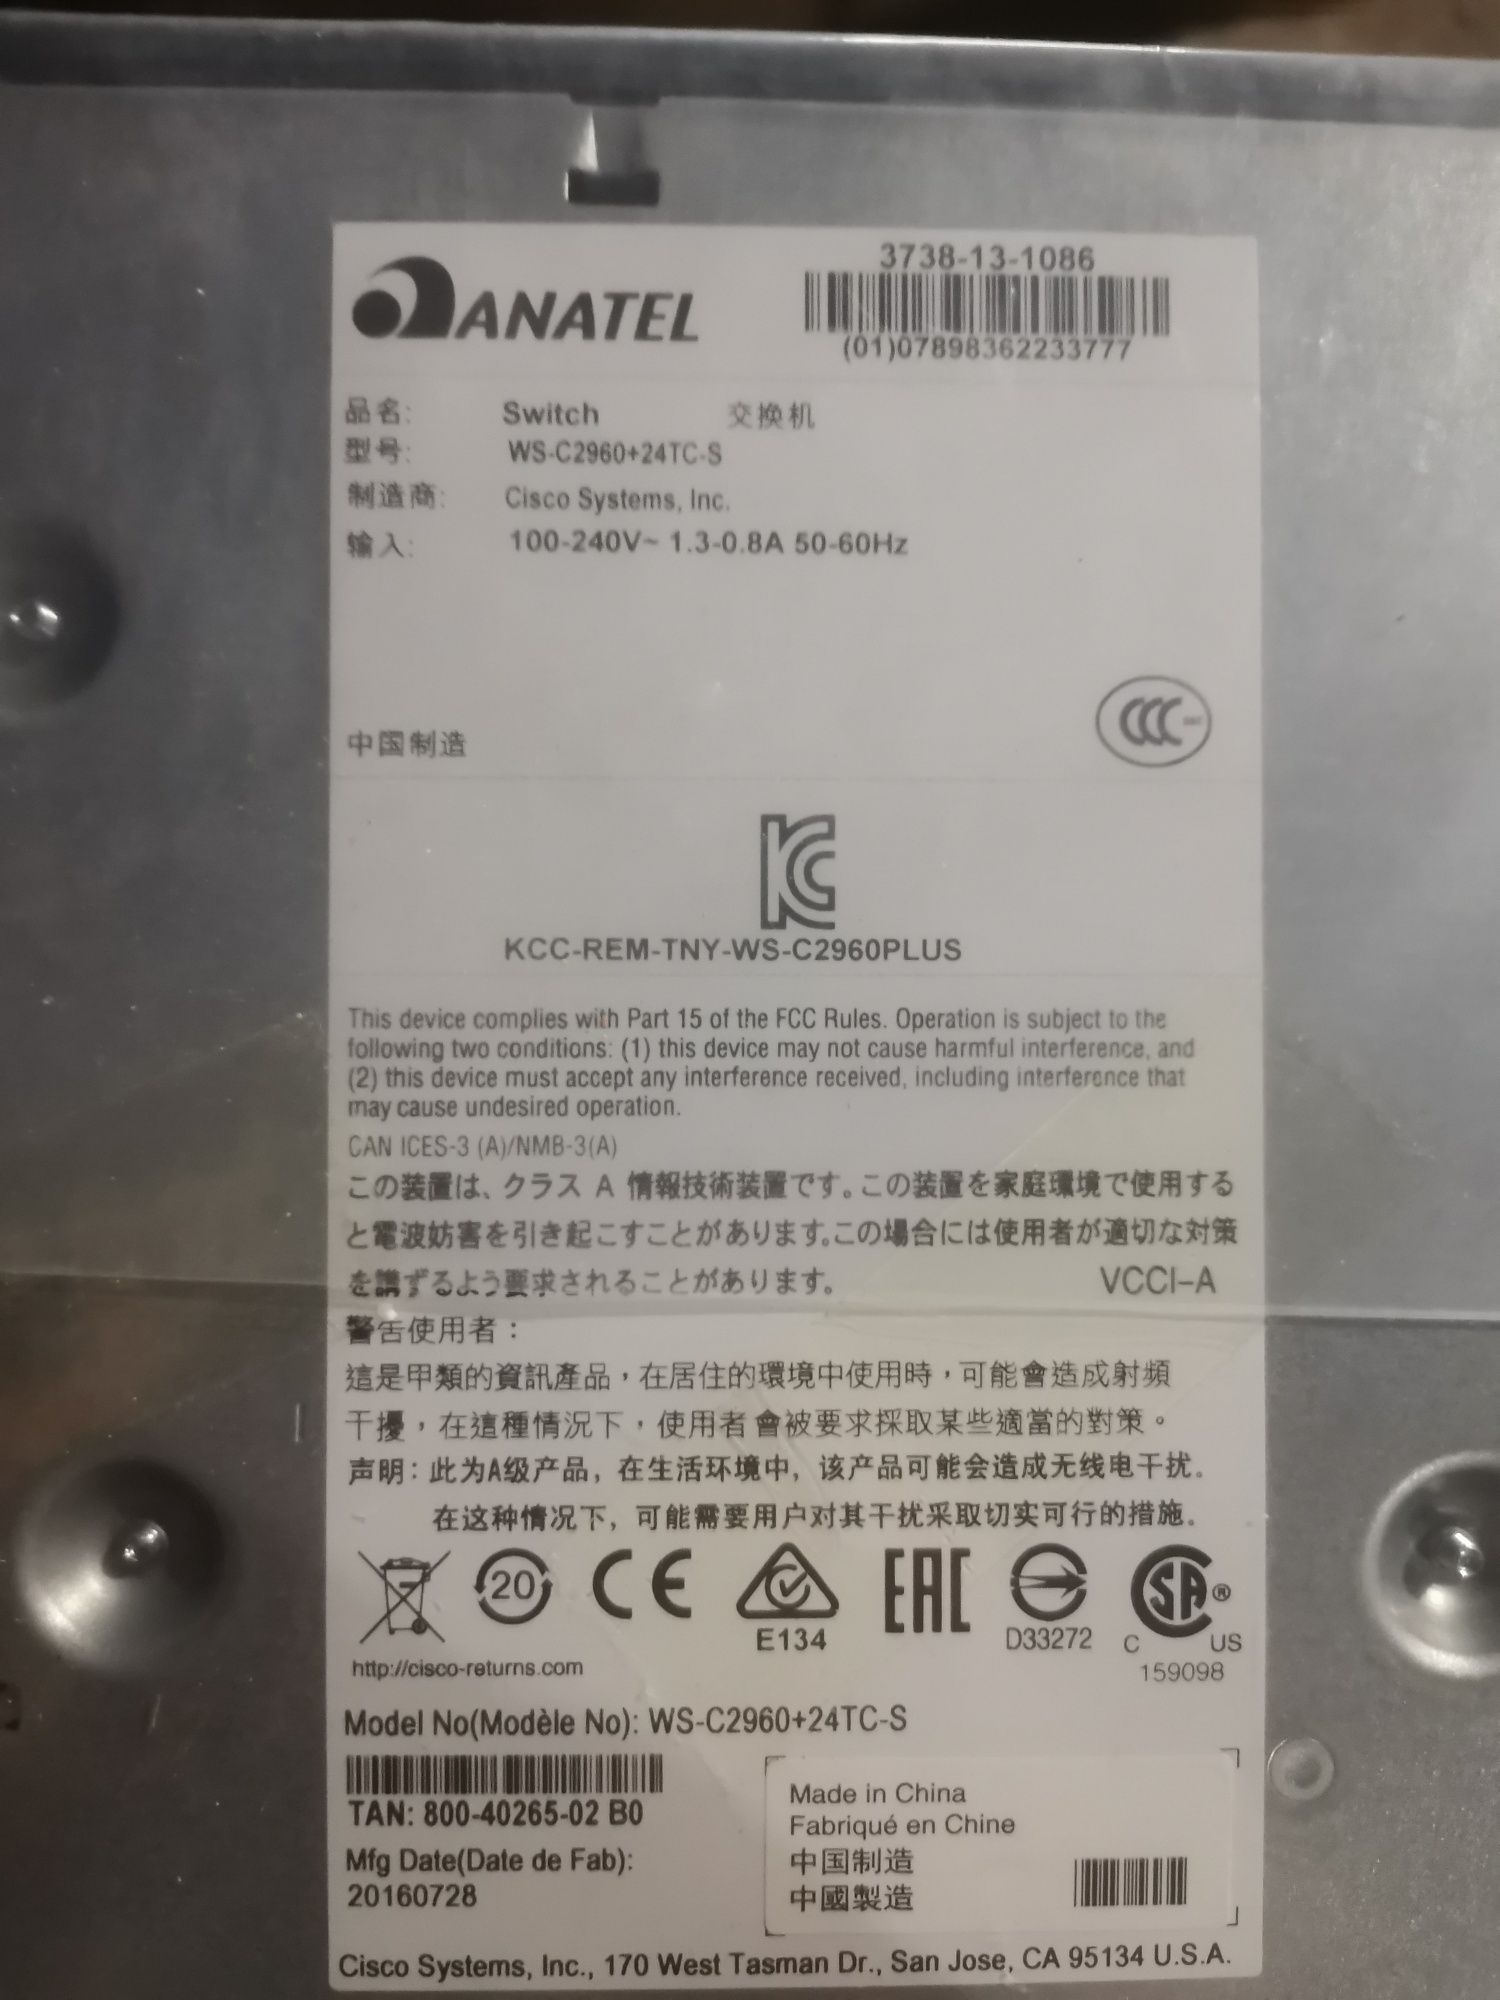 ANATEL
3738-13-1086
(01)07898362233777
品名: Switch 交换机
型号: WS-C2960+24TC-S
制造商: Cisco Systems, Inc.
输入: 100-240V~ 1.3-0.8A 50-60Hz
中国制造
CCC
KC
KCC-REM-TNY-WS-C2960PLUS
This device complies with Part 15 of the FCC Rules. Operation is subject to the
following two conditions: (1) this device may not cause harmful interference, and
(2) this device must accept any interference received, including interference that
may cause undesired operation.
CAN ICES-3 (A)/NMB-3(A)
この装置は、クラス A 情報技術装置です。この装置を家庭環境で使用する
と電波妨害を引き起こすことがあります。この場合には使用者が適切な対策
を講ずるよう要求されることがあります。 VCCI-A
警告使用者：
這是甲類的資訊產品，在居住的環境中使用時，可能會造成射頻
干擾，在這種情況下，使用者會被要求採取某些適當的對策。
声明：此为A级产品，在生活环境中，该产品可能会造成无线电干扰。
在这种情况下，可能需要用户对其干扰采取切实可行的措施。
20 CE EAC SA®
E134 D33272 C US
http://cisco-returns.com 159098
Model No(Modèle No): WS-C2960+24TC-S
TAN: 800-40265-02 B0
Mfg Date(Date de Fab):
20160728
Made in China
Fabriqué en Chine
中国制造
中國製造
Cisco Systems, Inc., 170 West Tasman Dr., San Jose, CA 95134 U.S.A.